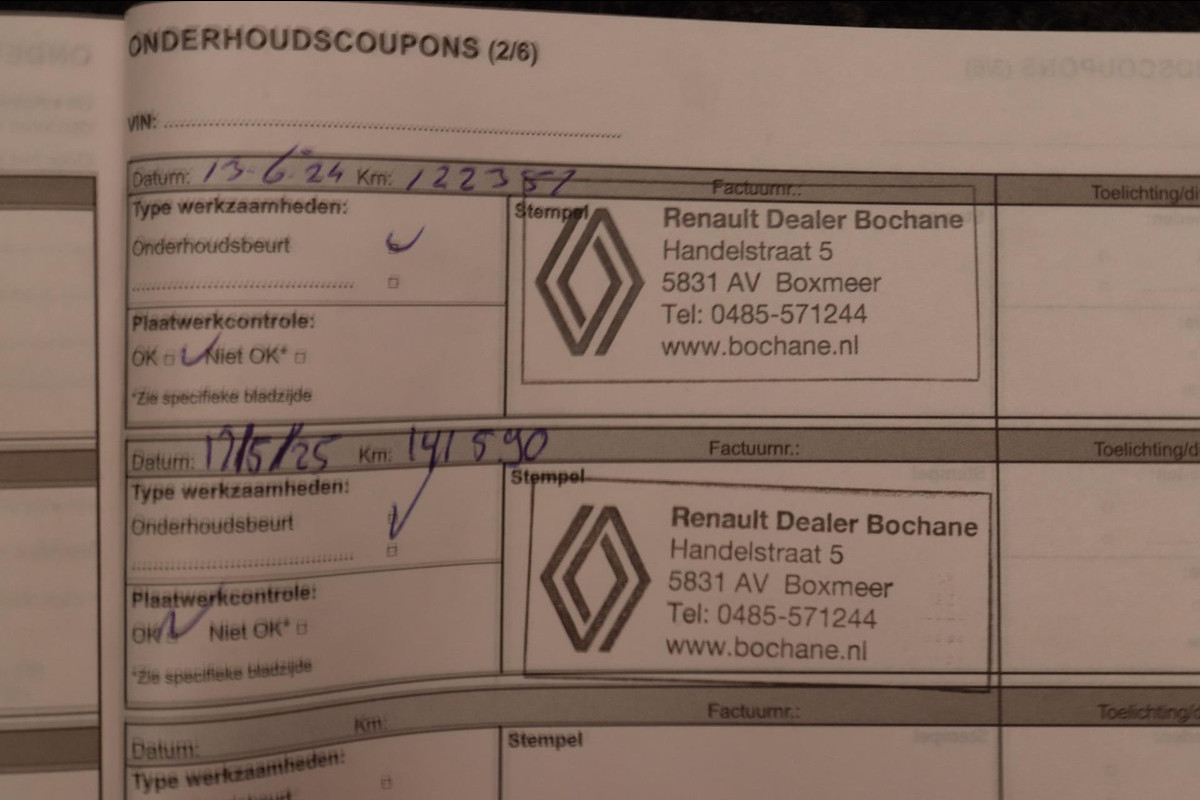 ONDERHOUDSCOUPONS (2/6)
VIN:
Datum: 13-6-24 Km: 122351 Factuurnr.: Toelichting/di
Type werkzaamheden:
Onderhoudsbeurt
Plaatwerkcontrole:
OK Niet OK*
*Zie specifieke bladzijde
Stempel
Renault Dealer Bochane
Handelstraat 5
5831 AV Boxmeer
Tel: 0485-571244
www.bochane.nl
Datum: 17/5/25 Km: 141590 Factuurnr.: Toelichting/d
Type werkzaamheden:
Onderhoudsbeurt
Plaatwerkcontrole:
OK Niet OK*
*Zie specifieke bladzijde
Stempel
Renault Dealer Bochane
Handelstraat 5
5831 AV Boxmeer
Tel: 0485-571244
www.bochane.nl
Datum: Km: Factuurnr.: Toelichting/
Type werkzaamheden:
Onderhoudsbeurt
Stempel